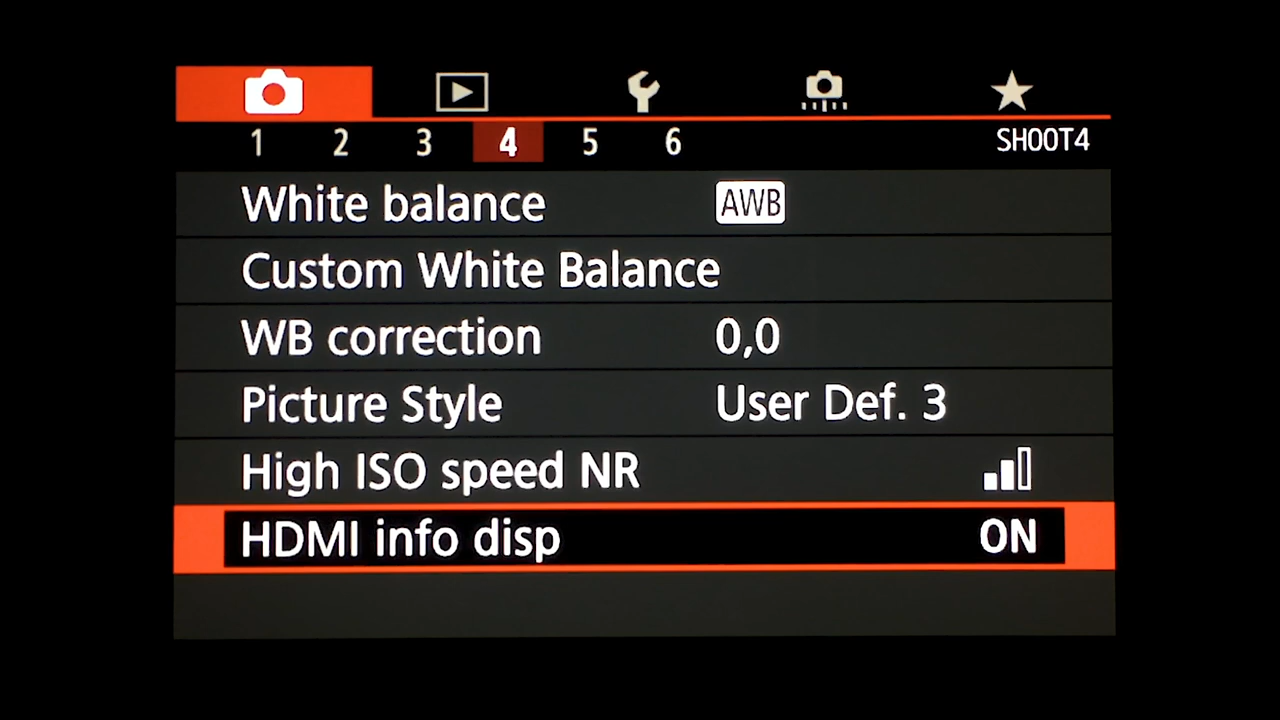 1 2 3 4 5 6 SHOOT4
White balance AWB
Custom White Balance
WB correction 0,0
Picture Style User Def. 3
High ISO speed NR
HDMI info disp ON